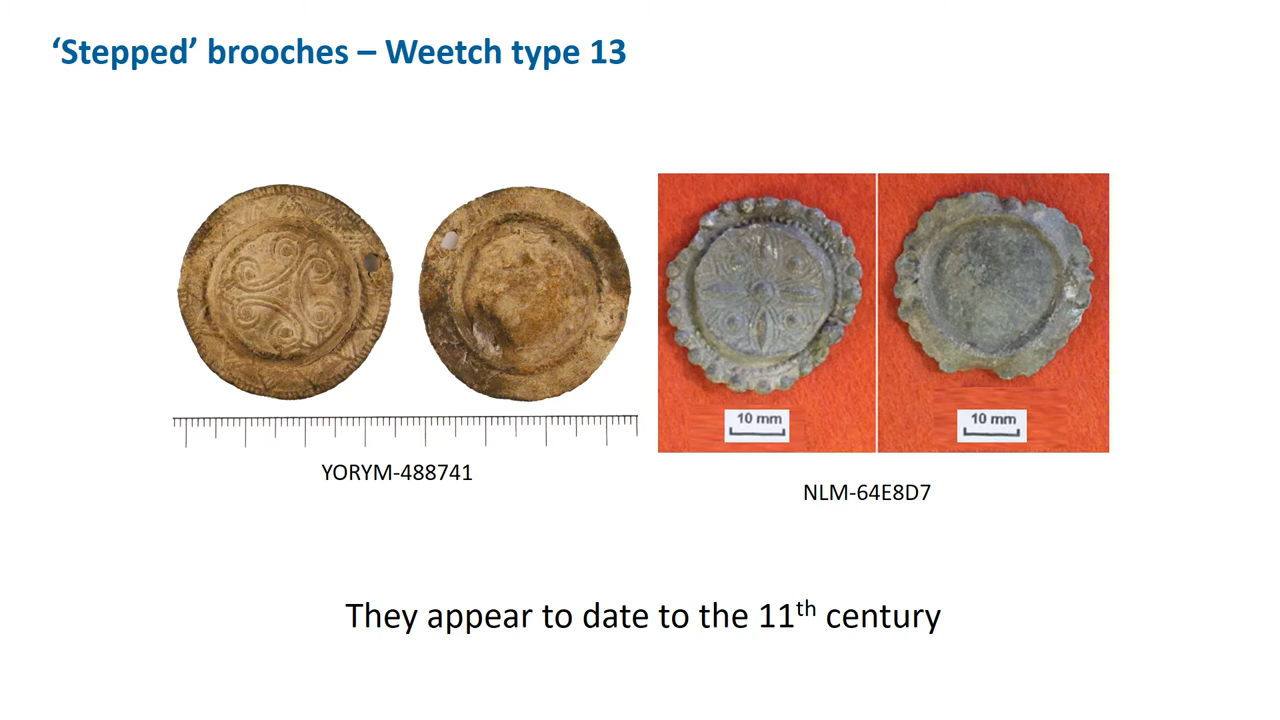 ‘Stepped’ brooches – Weetch type 13
10 mm
10 mm
YORYM-488741
NLM-64E8D7
They appear to date to the 11th century